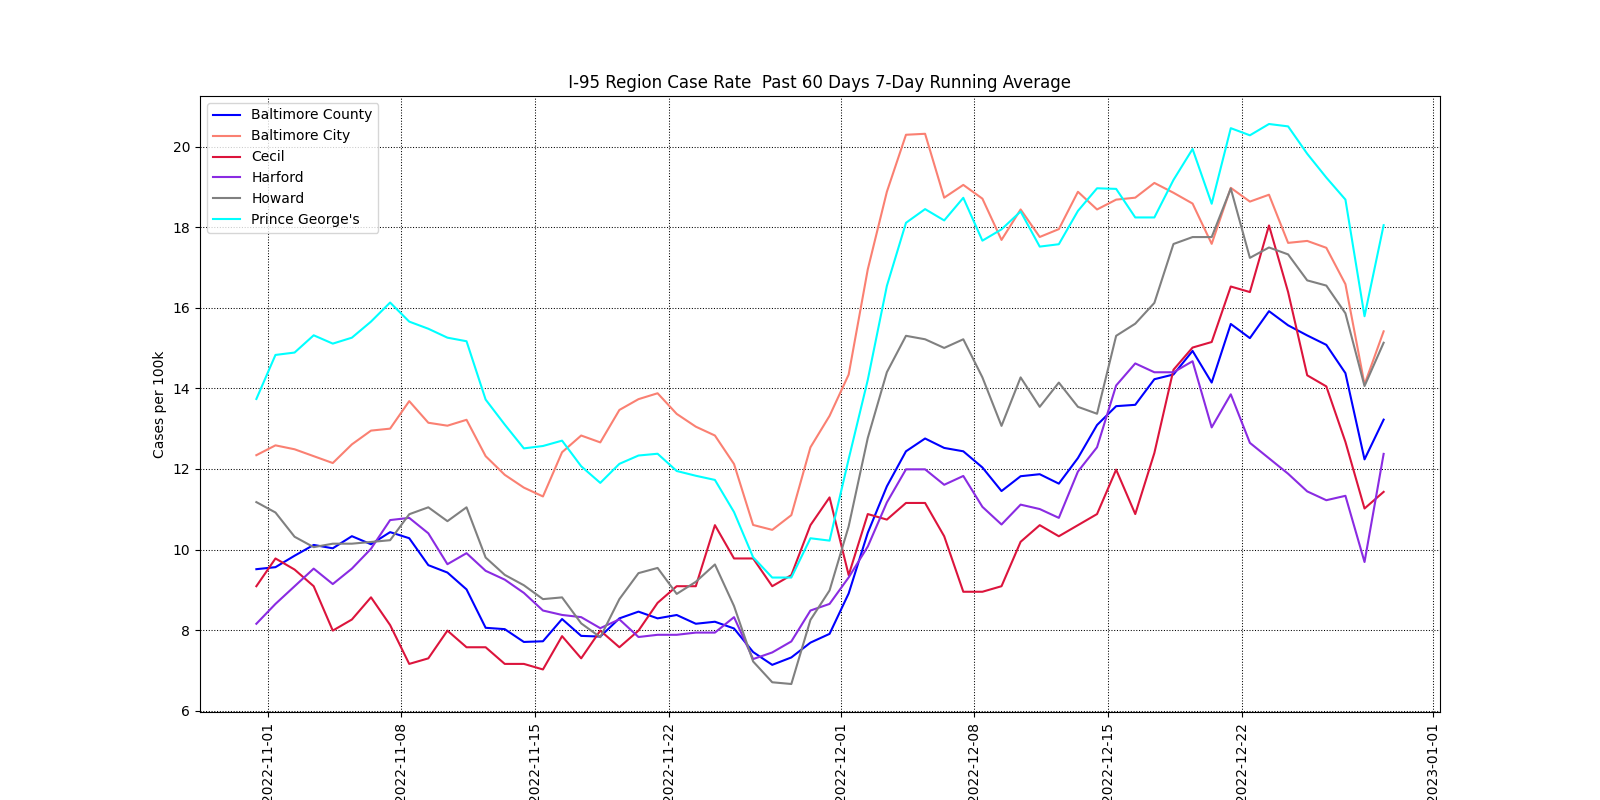 I-95 Region Case Rate  Past 60 Days 7-Day Running Average
Baltimore County
Baltimore City
Cecil
Harford
Howard
Prince George's
Cases per 100k
20
18
16
14
12
10
8
6
2022-11-01
2022-11-08
2022-11-15
2022-11-22
2022-12-01
2022-12-08
2022-12-15
2022-12-22
2023-01-01